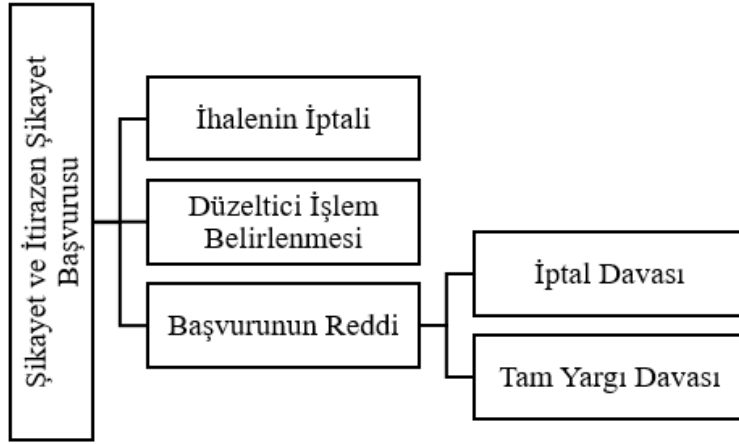 Şikayet ve İtirazen Şikayet
Başvurusu
İhalenin İptali
Düzeltici İşlem
Belirlenmesi
Başvurunun Reddi
İptal Davası
Tam Yargı Davası